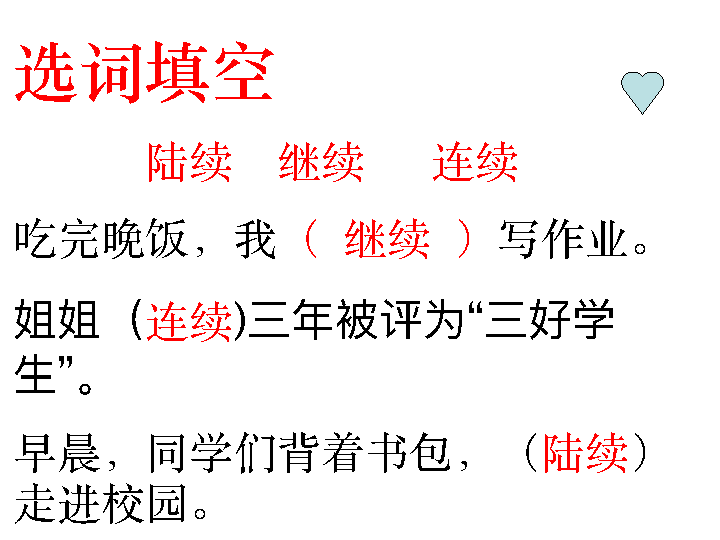 选词填空
陆续 继续 连续
吃完晚饭，我（ 继续 ）写作业。
姐姐（连续)三年被评为“三好学
生”。
早晨，同学们背着书包，（陆续）
走进校园。